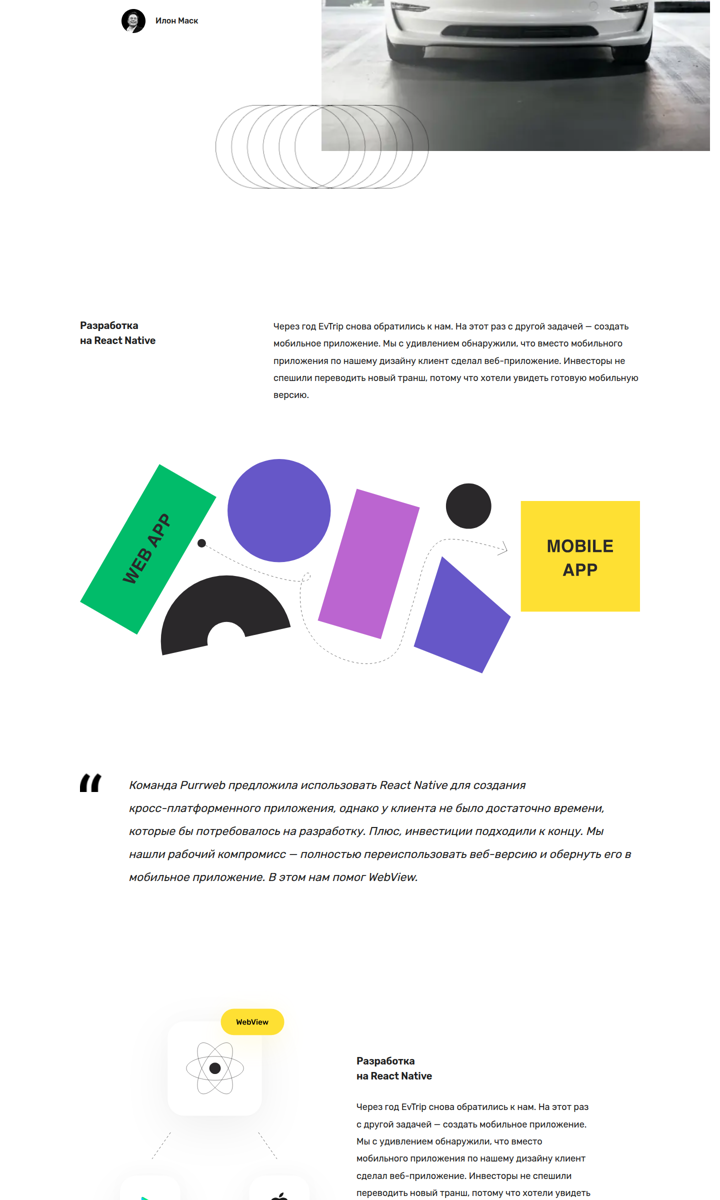 Илон Маск
Разработка
на React Native
Через год EvTrip снова обратились к нам. На этот раз с другой задачей — создать
мобильное приложение. Мы с удивлением обнаружили, что вместо мобильного
приложения по нашему дизайну клиент сделал веб-приложение. Инвесторы не
спешили переводить новый транш, потому что хотели увидеть готовую мобильную
версию.
WEB APP
MOBILE
APP
“
Команда Purrweb предложила использовать React Native для создания
кросс-платформенного приложения, однако у клиента не было достаточно времени,
которые бы потребовалось на разработку. Плюс, инвестиции подходили к концу. Мы
нашли рабочий компромисс — полностью переиспользовать веб-версию и обернуть его в
мобильное приложение. В этом нам помог WebView.
WebView
Разработка
на React Native
Через год EvTrip снова обратились к нам. На этот раз
с другой задачей — создать мобильное приложение.
Мы с удивлением обнаружили, что вместо
мобильного приложения по нашему дизайну клиент
сделал веб-приложение. Инвесторы не спешили
переводить новый транш, потому что хотели увидеть